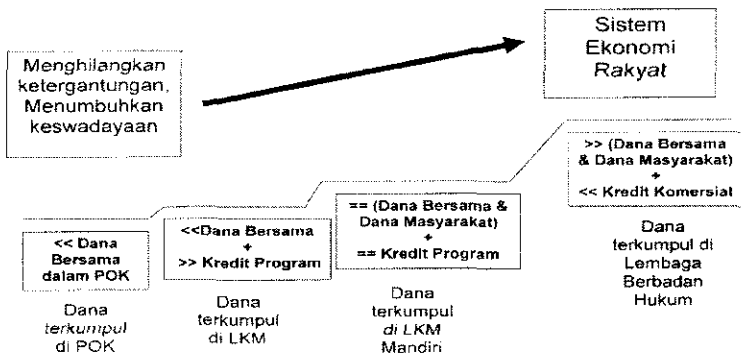 Menghilangkan
ketergantungan,
Menumbuhkan
keswadayaan
Sistem
Ekonomi
Rakyat
<< Dana
Bersama
dalam POK
Dana
terkumpul
di POK
<<Dana Bersama
+
>> Kredit Program
Dana
terkumpul
di LKM
== (Dana Bersama &
Dana Masyarakat)
+
== Kredit Program
Dana
terkumpul
di LKM
Mandiri
>> (Dana Bersama
& Dana Masyarakat)
+
<< Kredit Komersial
Dana
terkumpul di
Lembaga
Berbadan
Hukum